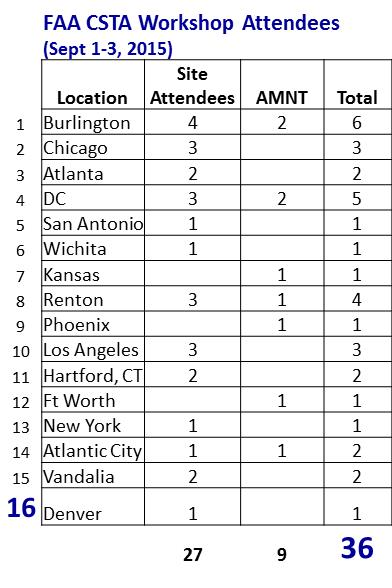 FAA CSTA Workshop Attendees
(Sept 1-3, 2015)
Location Site Attendees AMNT Total
1 Burlington 4 2 6
2 Chicago 3 3
3 Atlanta 2 2
4 DC 3 2 5
5 San Antonio 1 1
6 Wichita 1 1
7 Kansas 1 1
8 Renton 3 1 4
9 Phoenix 1 1
10 Los Angeles 3 3
11 Hartford, CT 2 2
12 Ft Worth 1 1
13 New York 1 1
14 Atlantic City 1 1 2
15 Vandalia 2 2
16 Denver 1 1
27 9 36